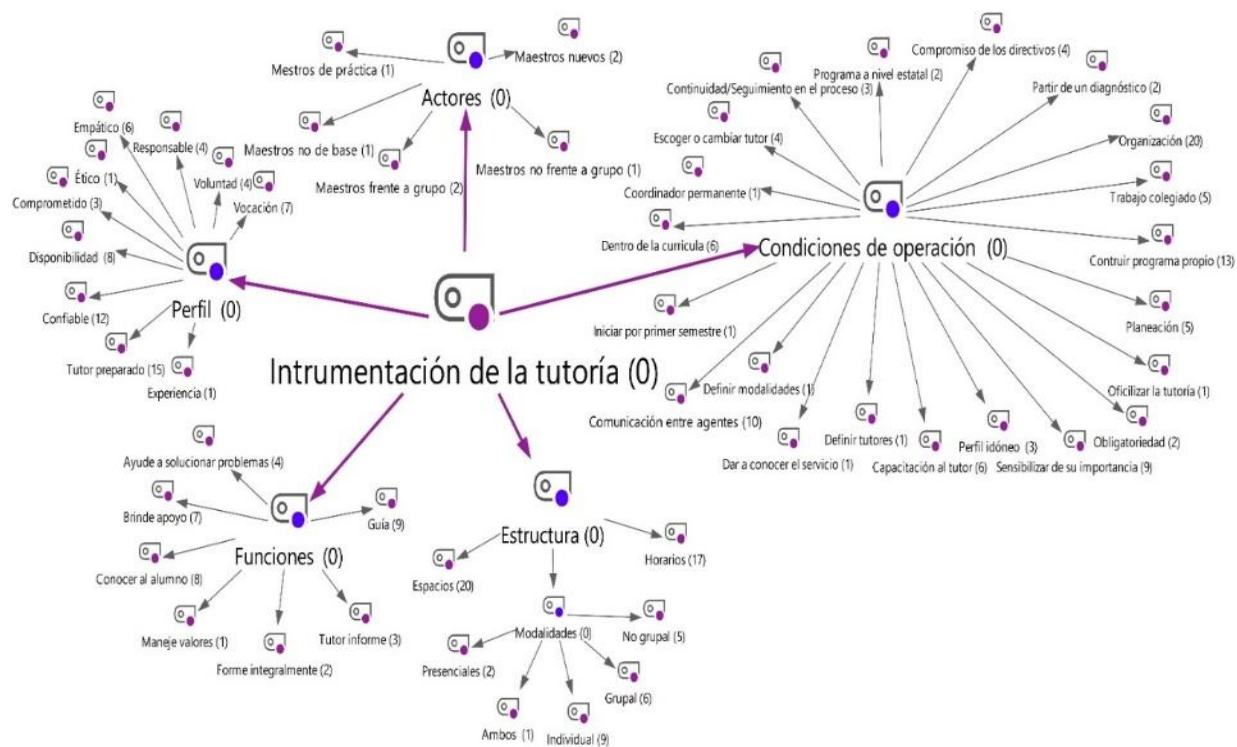 Maestros nuevos (2)
Mestros de práctica (1)
Actores (0)
Maestros no de base (1)
Maestros frente a grupo (2)
Maestros no frente a grupo (1)
Empático (6)
Responsable (4)
Ético (1)
Voluntad (4)
Comprometido (3)
Vocación (7)
Disponibilidad (8)
Perfil (0)
Confiable (12)
Tutor preparado (15)
Experiencia (1)
Compromiso de los directivos (4)
Programa a nivel estatal (2)
Continuidad/Seguimiento en el proceso (3)
Partir de un diagnóstico (2)
Escoger o cambiar tutor (4)
Organización (20)
Coordinador permanente (1)
Trabajo colegiado (5)
Dentro de la curricula (6)
Condiciones de operación (0)
Contruir programa propio (13)
Iniciar por primer semestre (1)
Planeación (5)
Definir modalidades (1)
Oficilizar la tutoría (1)
Comunicación entre agentes (10)
Definir tutores (1)
Perfil idóneo (3)
Obligatoriedad (2)
Dar a conocer el servicio (1)
Capacitación al tutor (6)
Sensibilizar de su importancia (9)
Intrumentación de la tutoría (0)
Ayude a solucionar problemas (4)
Brinde apoyo (7)
Guía (9)
Funciones (0)
Conocer al alumno (8)
Maneje valores (1)
Tutor informe (3)
Forme integralmente (2)
Estructura (0)
Horarios (17)
Espacios (20)
Modalidades (0)
No grupal (5)
Presenciales (2)
Grupal (6)
Ambos (1)
Individual (9)